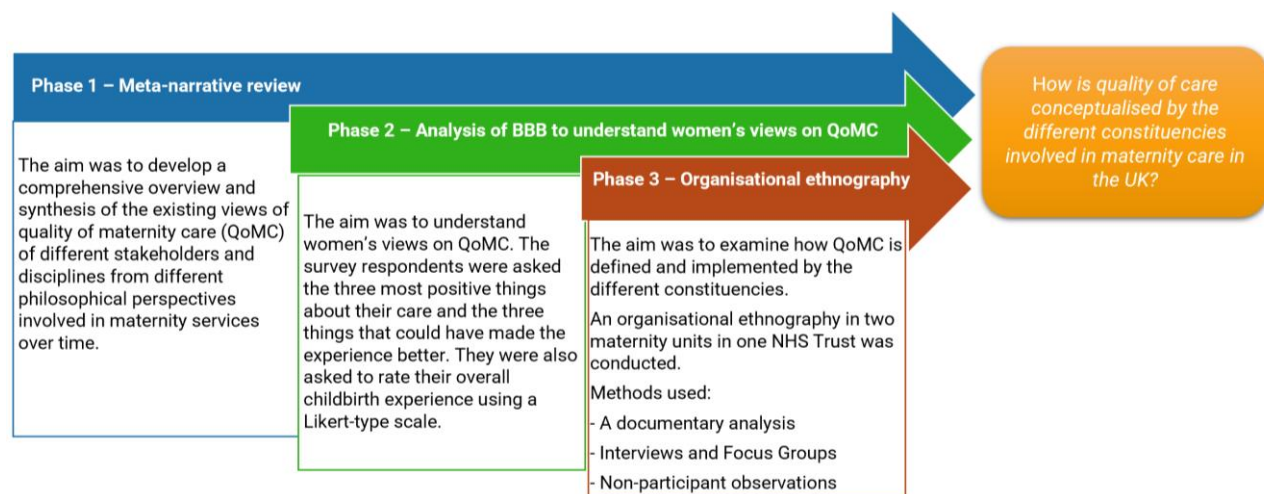 Phase 1 – Meta-narrative review
The aim was to develop a
comprehensive overview and
synthesis of the existing views of
quality of maternity care (QoMC)
of different stakeholders and
disciplines from different
philosophical perspectives
involved in maternity services
over time.
Phase 2 – Analysis of BBB to understand women’s views on QoMC
The aim was to understand
women’s views on QoMC. The
survey respondents were asked
the three most positive things
about their care and the three
things that could have made the
experience better. They were also
asked to rate their overall
childbirth experience using a
Likert-type scale.
Phase 3 – Organisational ethnography
The aim was to examine how QoMC is
defined and implemented by the
different constituencies.
An organisational ethnography in two
maternity units in one NHS Trust was
conducted.
Methods used:
- A documentary analysis
- Interviews and Focus Groups
- Non-participant observations
How is quality of care
conceptualised by the
different constituencies
involved in maternity care in
the UK?